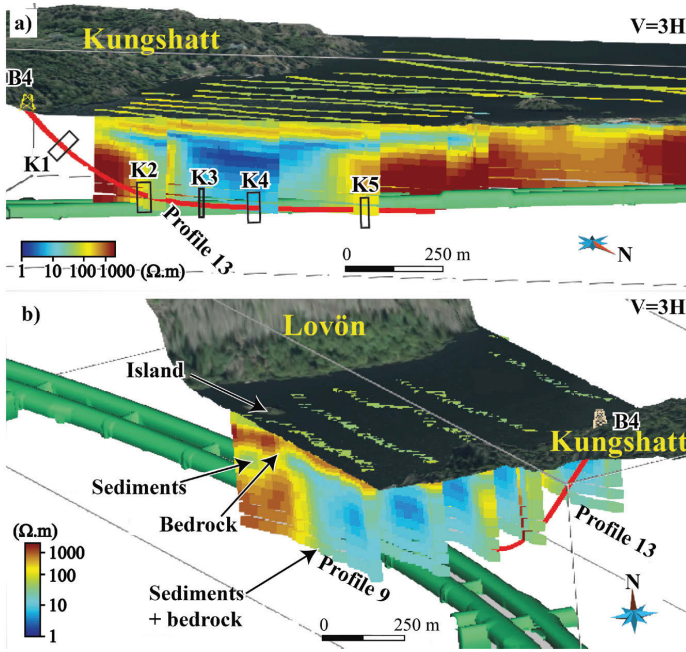 a)
Kungshatt
V=3H
B4
K1
K2
K3
K4
K5
Profile 13
1 10 100 1000
(Ω.m)
0 250 m
N
b)
V=3H
Lovön
Island
B4
Kungshatt
Sediments
Bedrock
(Ω.m)
1000
100
10
1
Profile 13
Profile 9
Sediments
+ bedrock
0 250 m
N